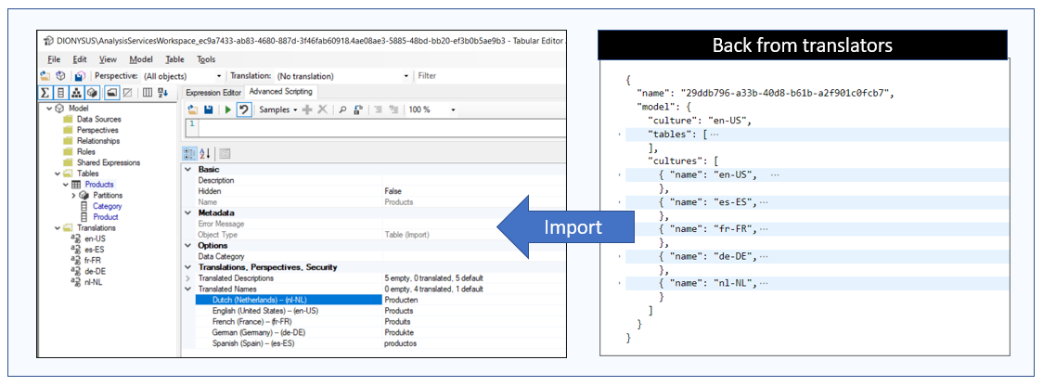 DIONYSUS\AnalysisServicesWorkspace_ec9a7433-ab83-4680-887d-3f46fab60918.4ae08ae3-5885-48bd-bb20-ef3b0b5ae9b3 - Tabular Editor
File Edit View Model Table Tools
Perspective: (All objects) Translation: (No translation) Filter
Expression Editor Advanced Scripting
Samples 100 %
1
Model
Data Sources
Perspectives
Relationships
Roles
Shared Expressions
Tables
Products
Partitions
Category
Product
Translations
en-US
es-ES
fr-FR
de-DE
nl-NL
Basic
Description
Hidden False
Name Products
Metadata
Error Message
Object Type Table (Import)
Options
Data Category
Translations, Perspectives, Security
Translated Descriptions 5 empty, 0 translated, 5 default
Translated Names 0 empty, 4 translated, 1 default
Dutch (Netherlands) – (nl-NL) Producten
English (United States) – (en-US) Products
French (France) – (fr-FR) Produits
German (Germany) – (de-DE) Produkte
Spanish (Spain) – (es-ES) productos
Import
Back from translators
{
"name": "29ddb796-a33b-40d8-b61b-a2f901c0fcb7",
"model": {
"culture": "en-US",
"tables": [ ...
],
"cultures": [
{ "name": "en-US", ...
},
{ "name": "es-ES", ...
},
{ "name": "fr-FR", ...
},
{ "name": "de-DE", ...
},
{ "name": "nl-NL", ...
}
]
}
}